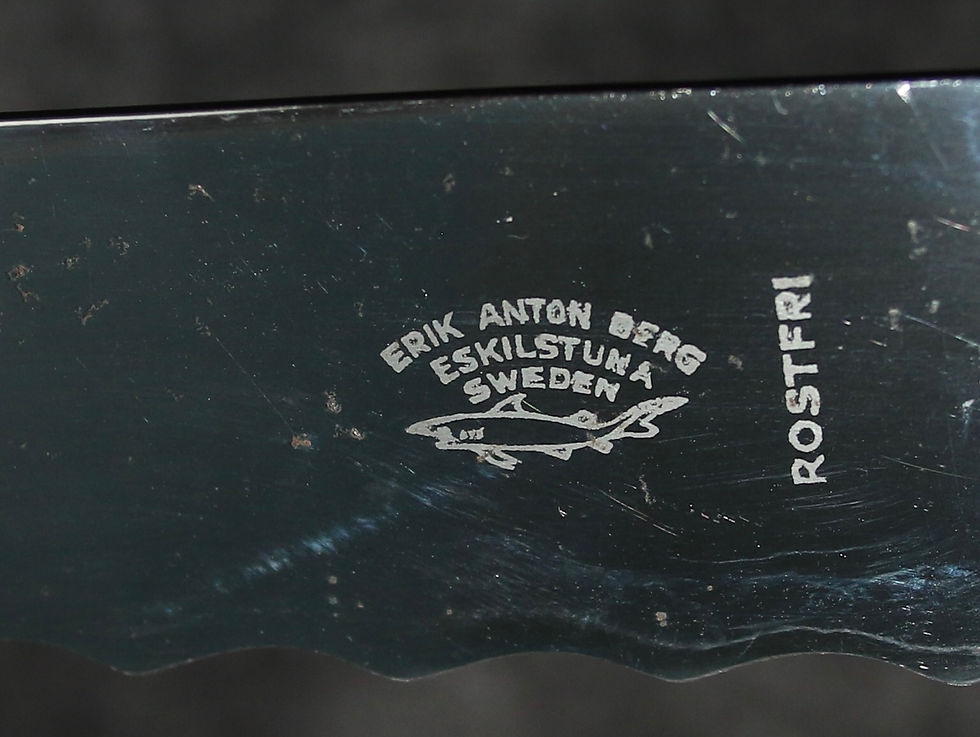 ERIK ANTON BERG
ESKILSTUNA
SWEDEN
ROSTFRI